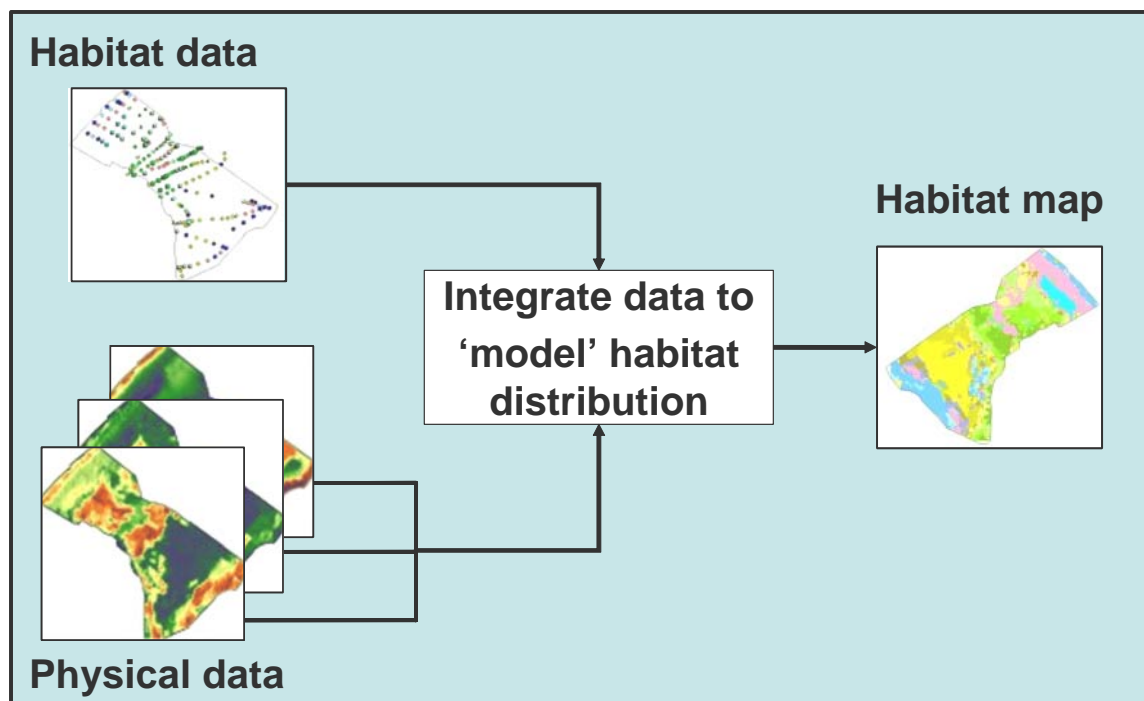 Habitat data
Habitat map
Integrate data to
‘model’ habitat
distribution
Physical data